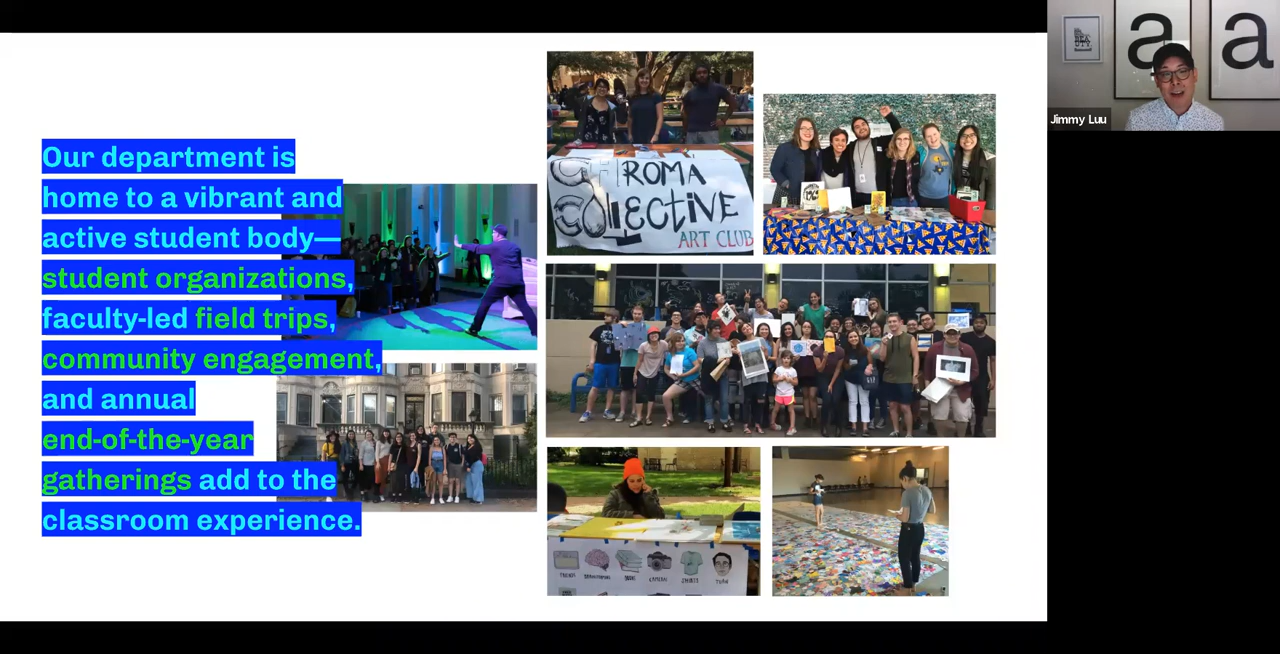 Our department is
home to a vibrant and
active student body—
student organizations,
faculty-led field trips,
community engagement,
and annual
end-of-the-year
gatherings add to the
classroom experience.
CHROMA
COllECTiVE
ART CLUB
CAMERA
a
a
Jimmy Luu